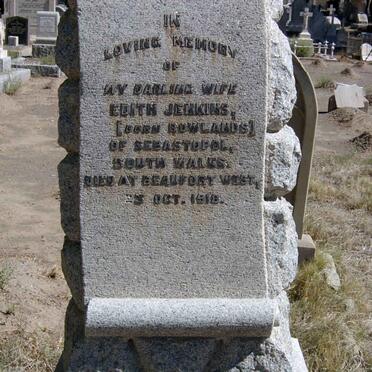 IN
LOVING MEMORY
OF
MY DARLING WIFE
EDITH JENKINS,
[BORN ROWLANDS]
OF SEBASTOPOL,
SOUTH WALES.
DIED AT BEAUFORT WEST,
OCT. 1918.